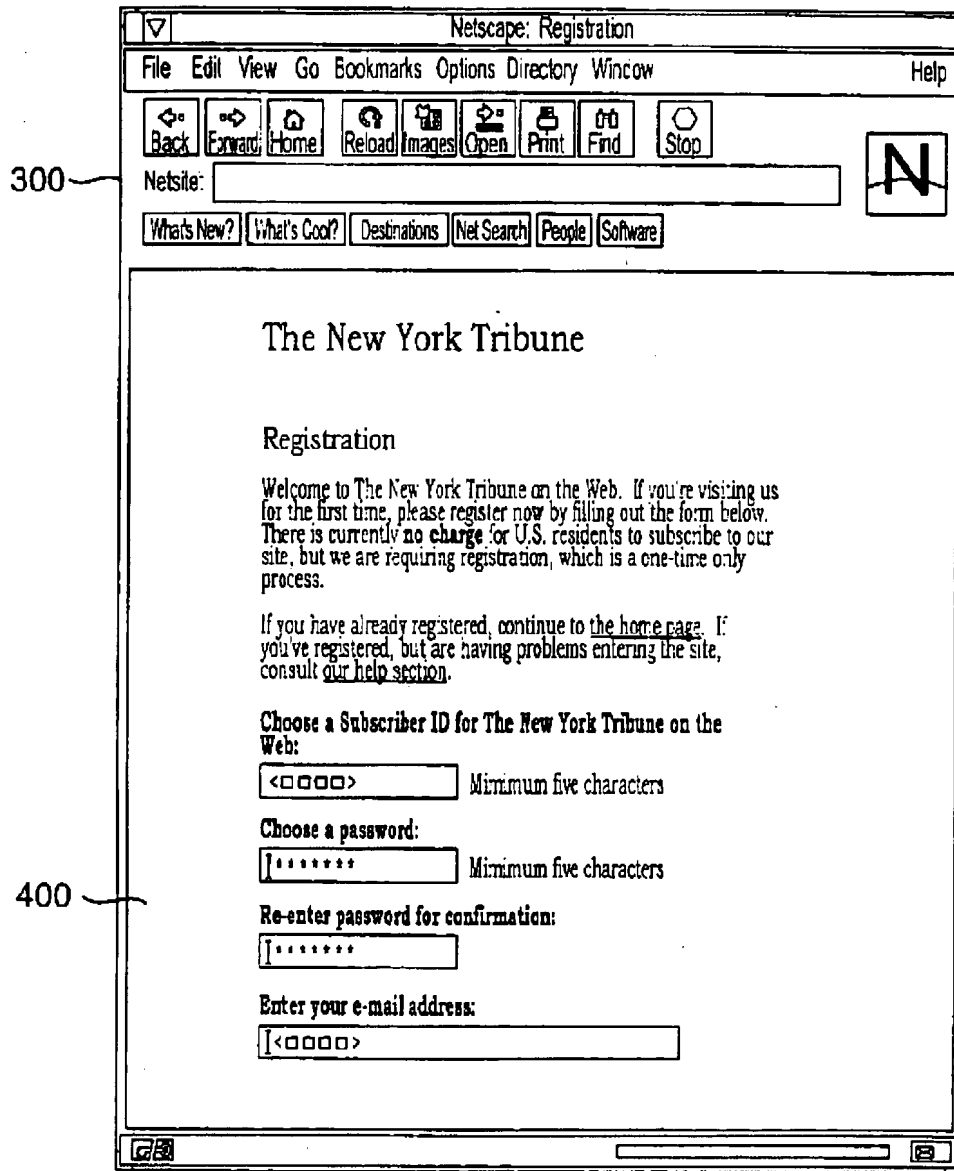 Netscape: Registration
File Edit View Go Bookmarks Options Directory Window Help
Back Forward Home Reload Images Open Print Find Stop
N
300
Netsite:
What's New? What's Cool? Destinations Net Search People Software
The New York Tribune
Registration
Welcome to The New York Tribune on the Web. If you're visiting us
for the first time, please register now by filling out the form below.
There is currently no charge for U.S. residents to subscribe to our
site, but we are requiring registration, which is a one-time only
process.
If you have already registered, continue to the home page. If
you've registered, but are having problems entering the site,
consult our help section.
Choose a Subscriber ID for The New York Tribune on the
Web:
<□□□□> Minimum five characters
Choose a password:
******* Minimum five characters
400
Re-enter password for confirmation:
*******
Enter your e-mail address:
<□□□□>